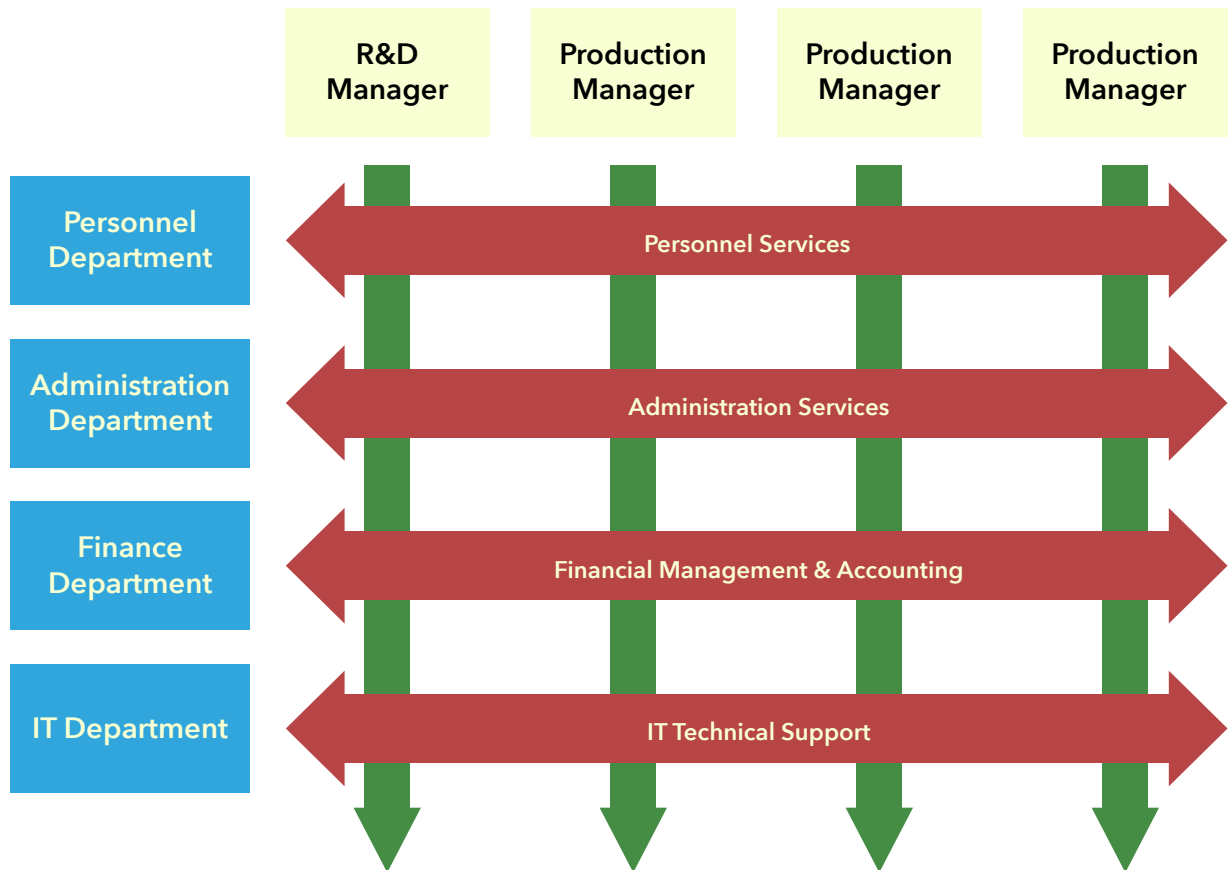 R&D
Manager
Production
Manager
Production
Manager
Production
Manager
Personnel
Department
Personnel Services
Administration
Department
Administration Services
Finance
Department
Financial Management & Accounting
IT Department
IT Technical Support